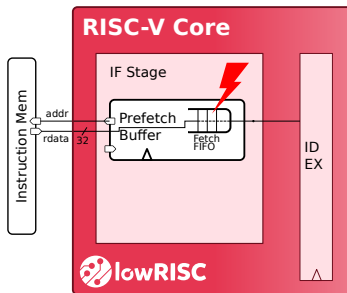 RISC-V Core
IF Stage
Instruction Mem
addr
rdata
32
Prefetch
Buffer
Fetch
FIFO
ID
EX
lowRISC